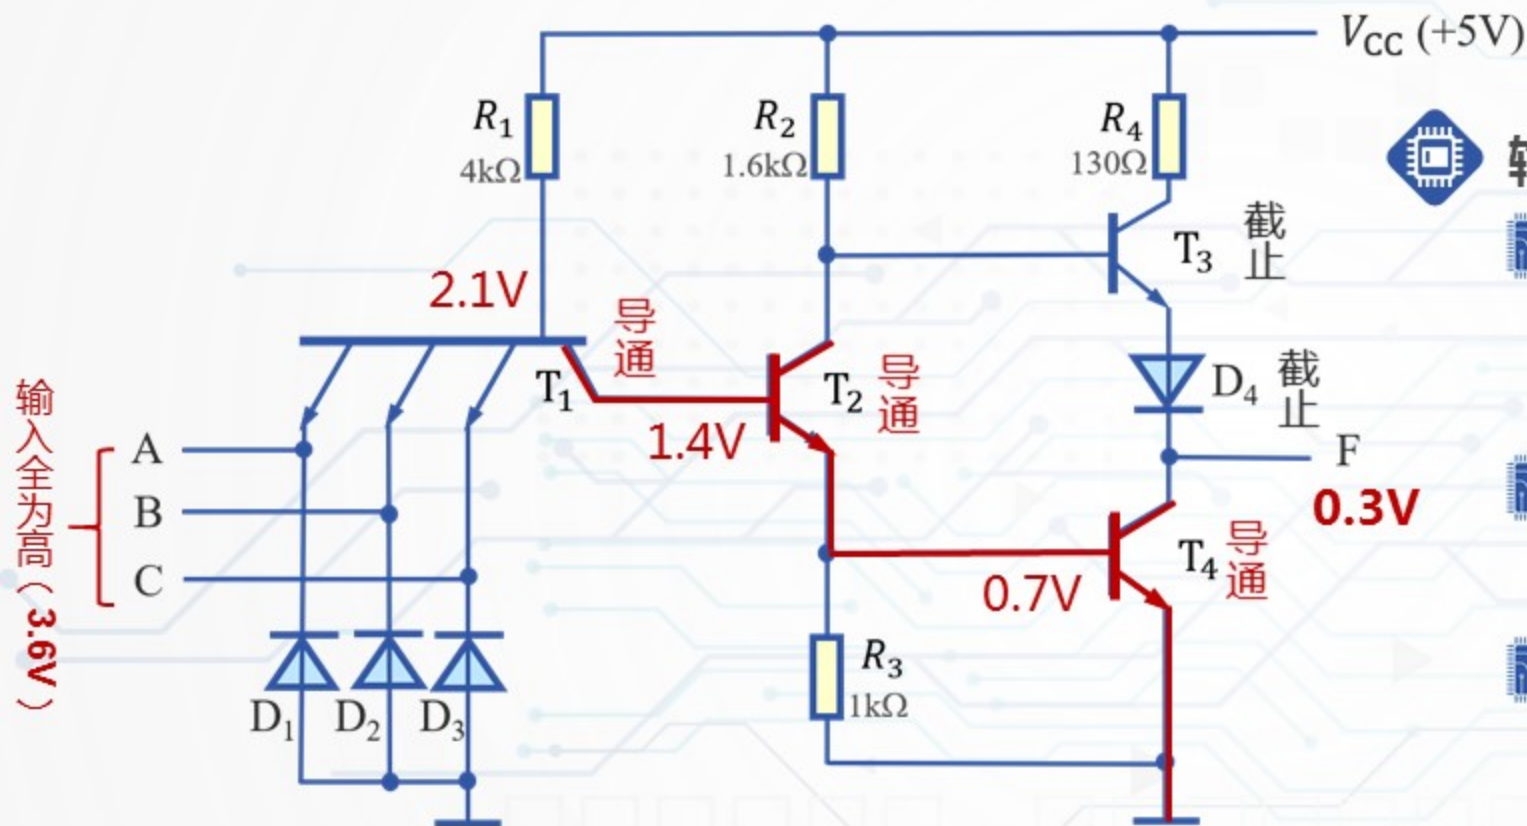 V_CC (+5V)
R1
4kΩ
R2
1.6kΩ
R4
130Ω
T3
截止
2.1V
导通
T1
T2
导通
D4
截止
输入全为高（3.6V）
A
B
C
1.4V
F
0.3V
T4
导通
0.7V
R3
1kΩ
D1
D2
D3